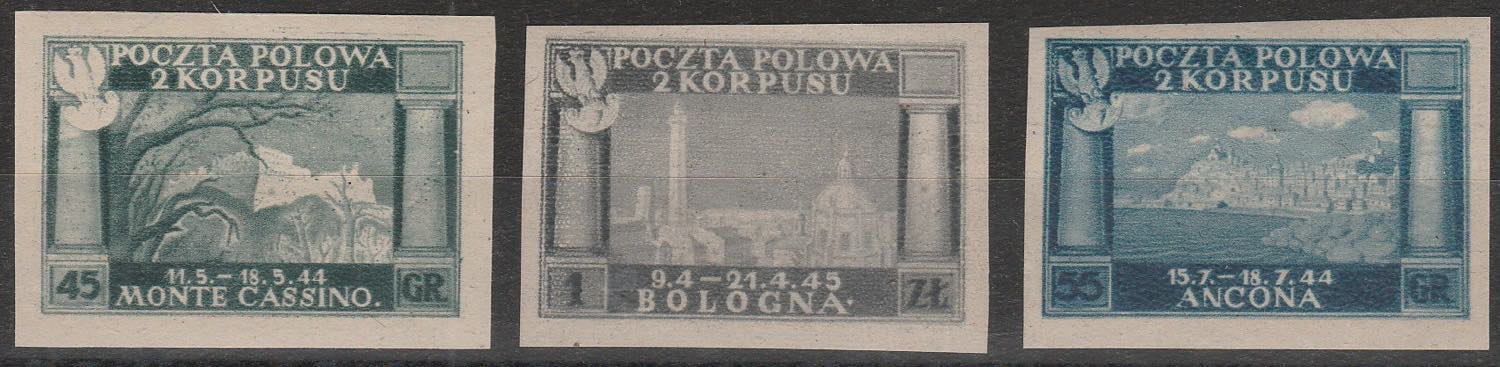 POCZTA POLOWA
2 KORPUSU
11.5.–18.5.44
45 GR
MONTE CASSINO.
POCZTA POLOWA
2 KORPUSU
9.4–21.4.45
1 ZŁ
BOLOGNA.
POCZTA POLOWA
2 KORPUSU
15.7.–18.7.44
55 GR
ANCONA